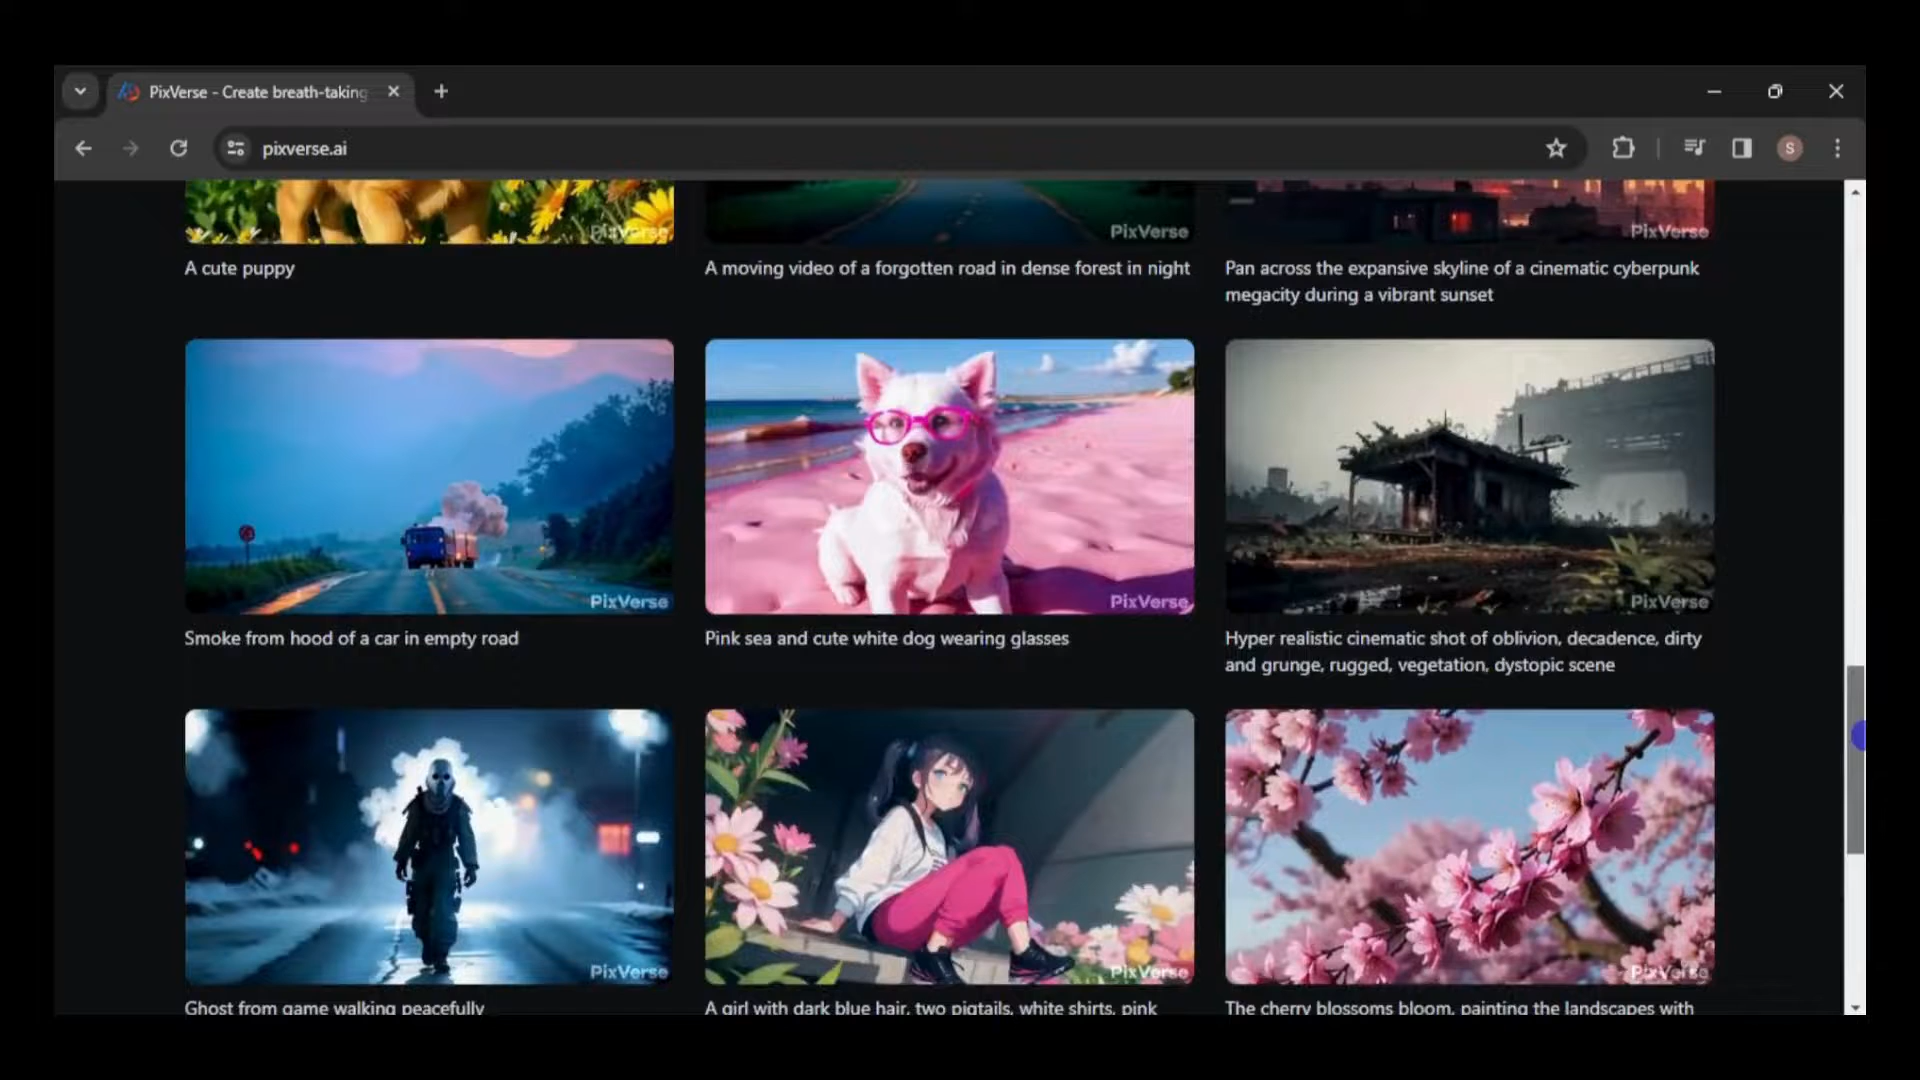 PixVerse - Create breath-taking
pixverse.ai
S
PixVerse
PixVerse
PixVerse
A cute puppy
A moving video of a forgotten road in dense forest in night
Pan across the expansive skyline of a cinematic cyberpunk
megacity during a vibrant sunset
PixVerse
PixVerse
PixVerse
Smoke from hood of a car in empty road
Pink sea and cute white dog wearing glasses
Hyper realistic cinematic shot of oblivion, decadence, dirty
and grunge, rugged, vegetation, dystopic scene
PixVerse
PixVerse
PixVerse
Ghost from game walking peacefully
A girl with dark blue hair, two pigtails, white shirts, pink
The cherry blossoms bloom, painting the landscapes with